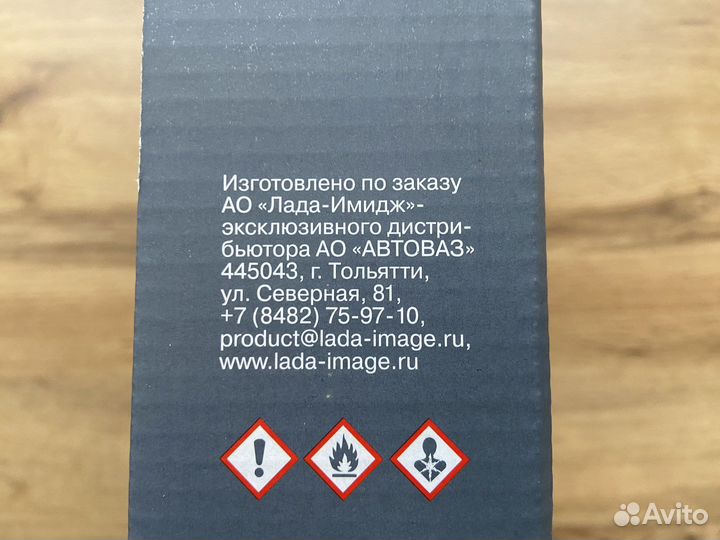 Изготовлено по заказу
АО «Лада-Имидж»-
эксклюзивного дистри-
бьютора АО «АВТОВАЗ»
445043, г. Тольятти,
ул. Северная, 81,
+7 (8482) 75-97-10,
product@lada-image.ru,
www.lada-image.ru
Avito